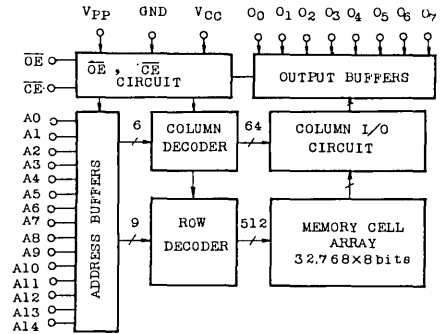 VPP GND VCC O0 O1 O2 O3 O4 O5 O6 O7
OE
CE
OE , CE
CIRCUIT
OUTPUT BUFFERS
A0
A1
A2
A3
A4
A5
A6
A7
A8
A9
A10
A11
A12
A13
A14
ADDRESS BUFFERS
6
COLUMN
DECODER
64
COLUMN I/O
CIRCUIT
9
ROW
DECODER
512
MEMORY CELL
ARRAY
32,768×8bits